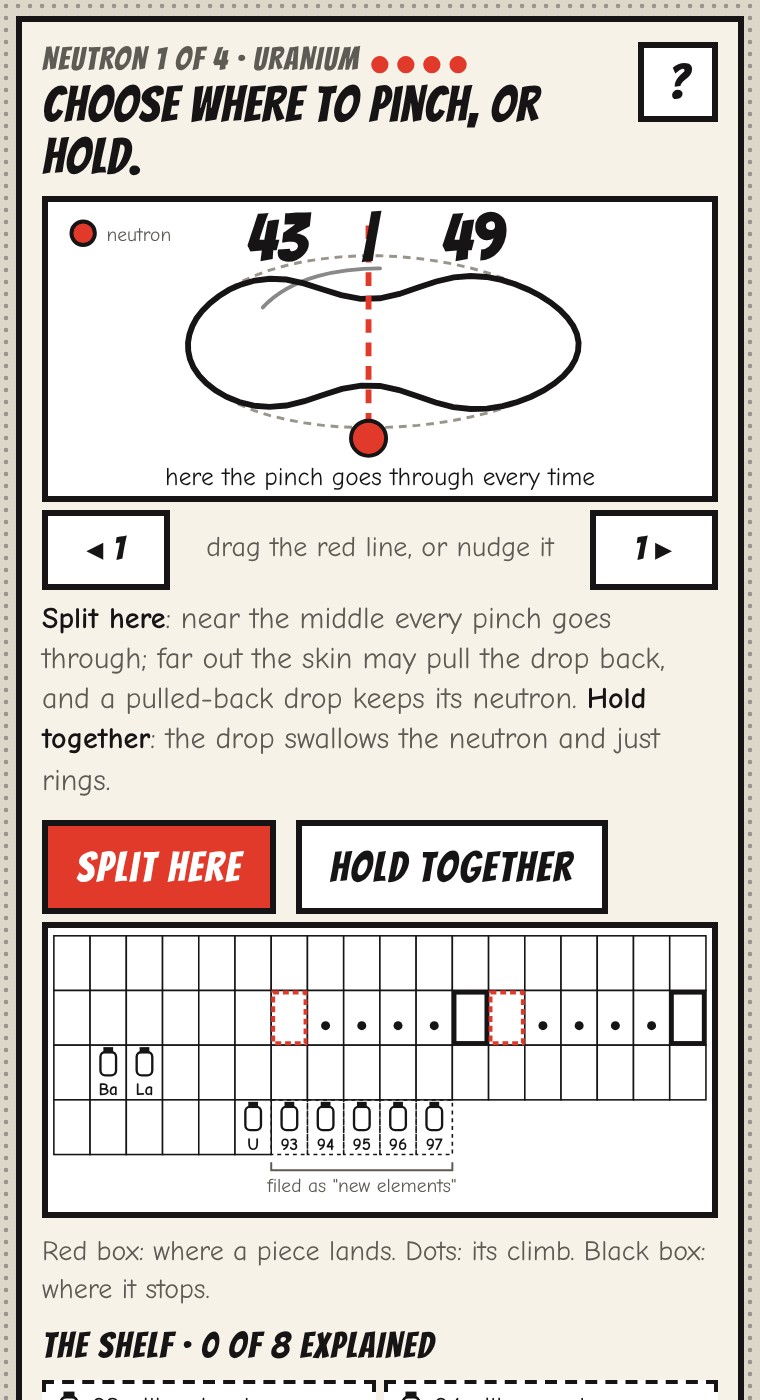 NEUTRON 1 OF 4 · URANIUM
?
CHOOSE WHERE TO PINCH, OR
HOLD.
neutron
43 / 49
here the pinch goes through every time
◂ 1
drag the red line, or nudge it
1 ▸
Split here: near the middle every pinch goes
through; far out the skin may pull the drop back,
and a pulled-back drop keeps its neutron. Hold
together: the drop swallows the neutron and just
rings.
SPLIT HERE
HOLD TOGETHER
Ba La
U 93 94 95 96 97
filed as "new elements"
Red box: where a piece lands. Dots: its climb. Black box:
where it stops.
THE SHELF · 0 OF 8 EXPLAINED